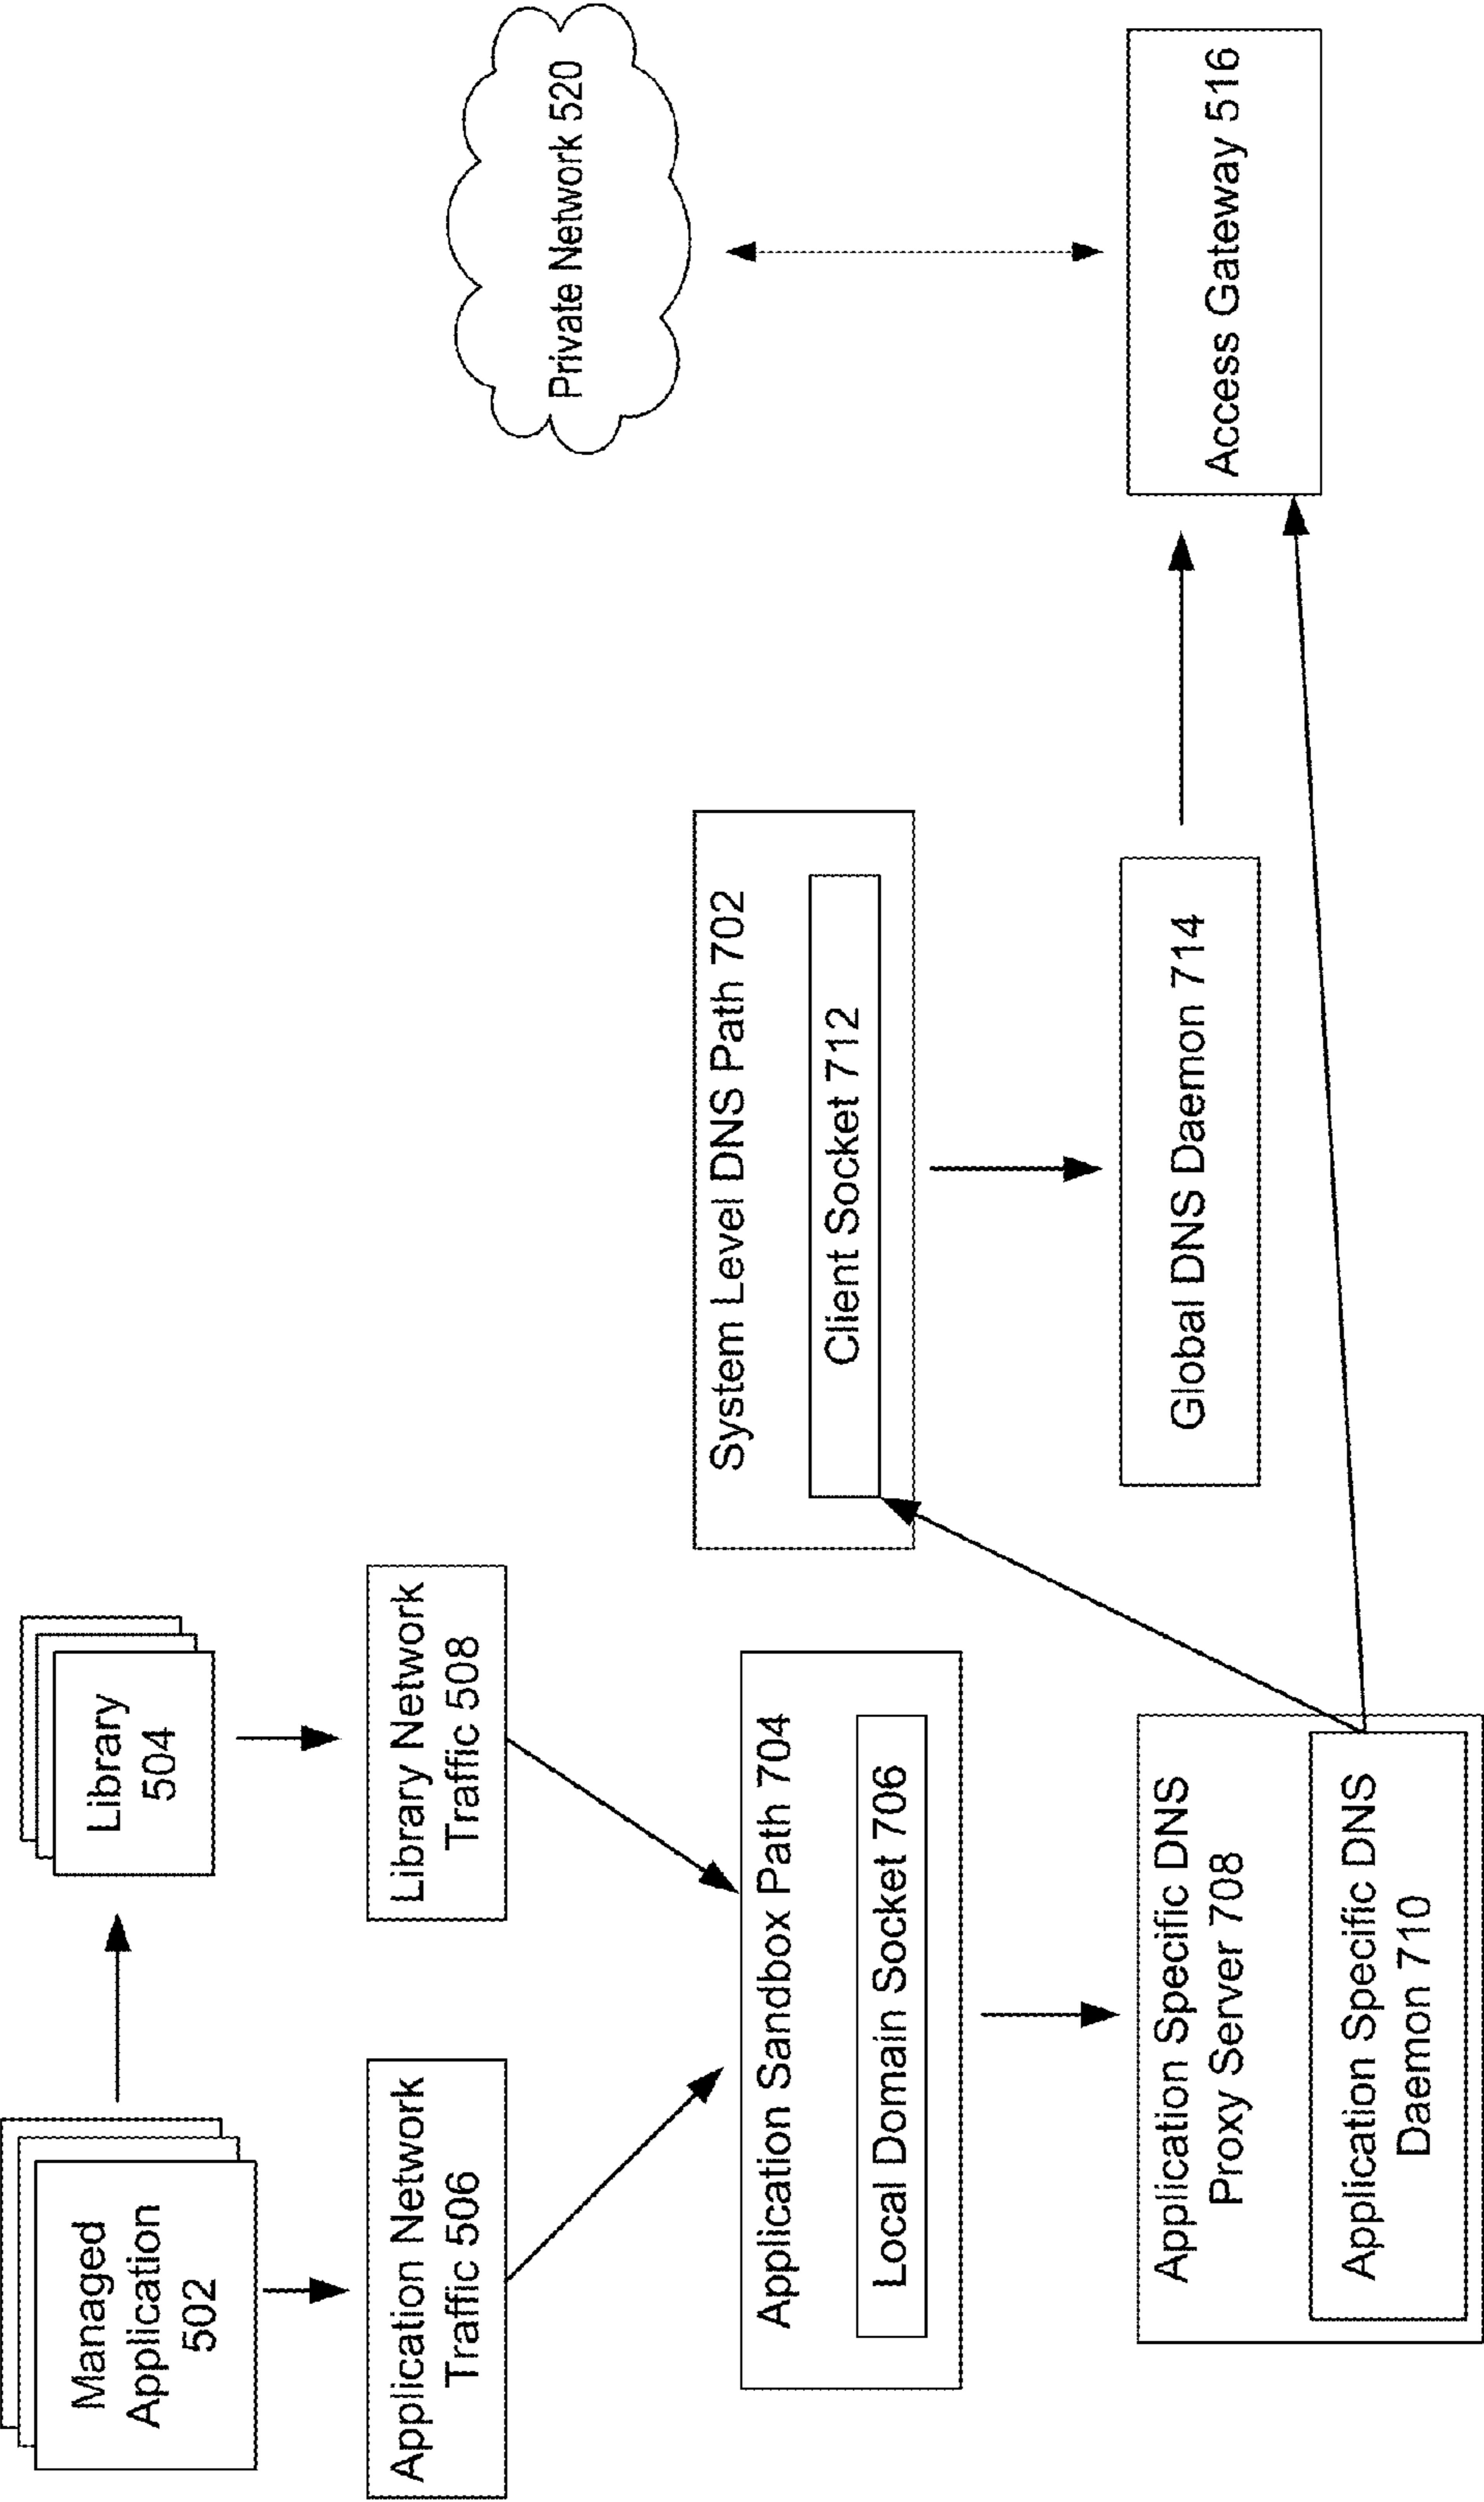 Managed
Application
502
Library
504
Application Network
Traffic 506
Library Network
Traffic 508
Application Sandbox Path 704
Local Domain Socket 706
Application Specific DNS
Proxy Server 708
Application Specific DNS
Daemon 710
System Level DNS Path 702
Client Socket 712
Global DNS Daemon 714
Private Network 520
Access Gateway 516